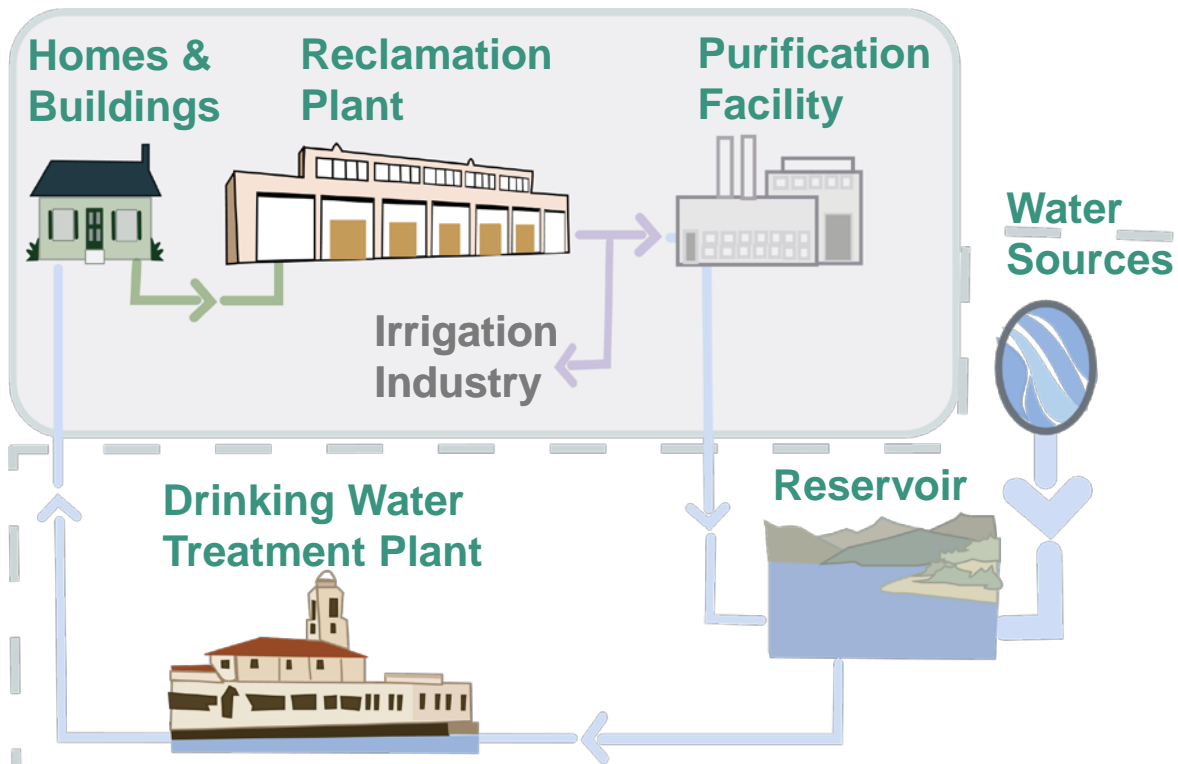 Homes &
Buildings
Reclamation
Plant
Purification
Facility
Water
Sources
Irrigation
Industry
Drinking Water
Treatment Plant
Reservoir